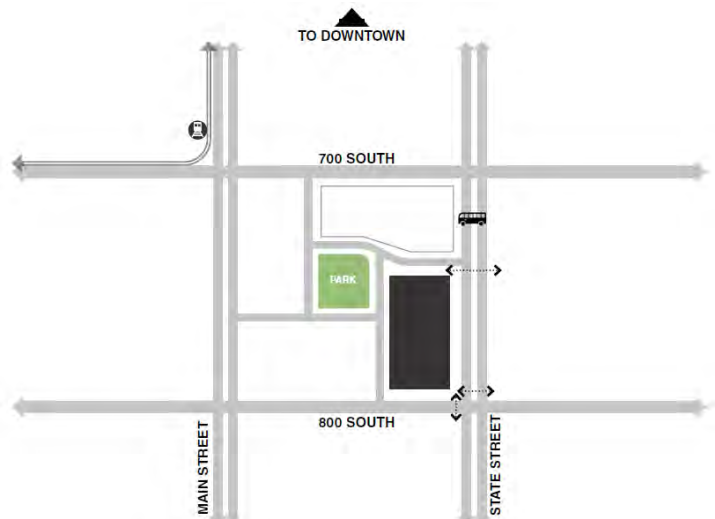 TO DOWNTOWN
700 SOUTH
PARK
800 SOUTH
MAIN STREET
STATE STREET